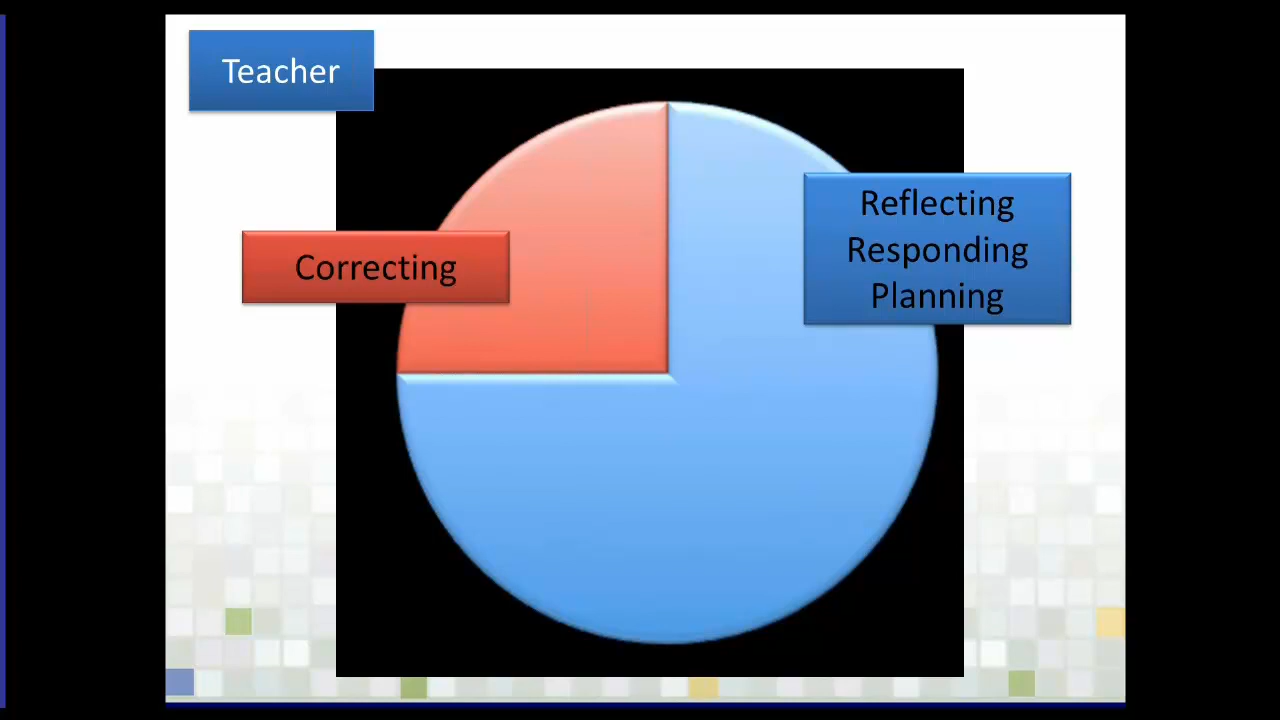 Teacher
Correcting
Reflecting
Responding
Planning